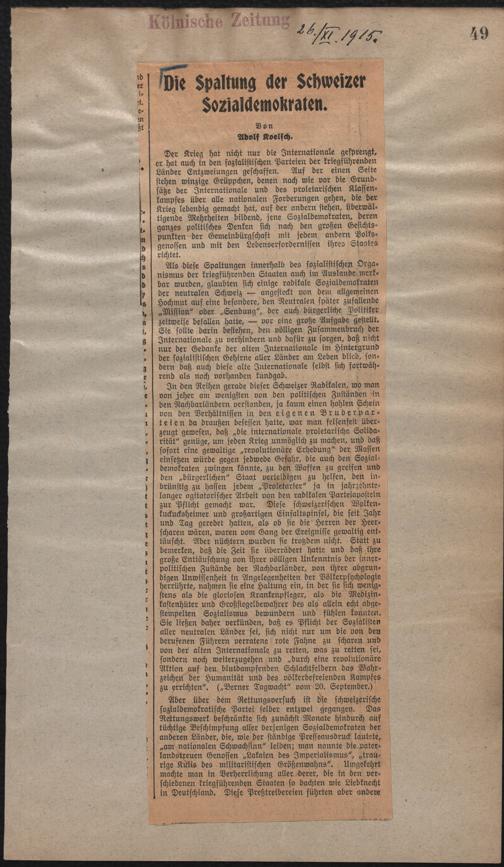 Kölnische Zeitung
26./XI. 1915.
49
Die Spaltung der Schweizer
Sozialdemokraten.
Von
Adolf Koelsch.
Der Krieg hat nicht nur die Internationale gesprengt,
er hat auch in den sozialistischen Parteien der kriegführenden
Länder Entzweiungen geschaffen. Auf der einen Seite
stehen winzige Grüppchen, denen nach wie vor die Grund-
sätze der Internationale und des proletarischen Klassen-
kampfes über alle nationalen Forderungen gehen, die der
Krieg lebendig gemacht hat, auf der andern stehen, überwäl-
tigende Mehrheiten bildend, jene Sozialdemokraten, deren
ganzes politisches Denken sich nach den großen Gesichts-
punkten der Gemeinbürgschaft mit jedem andern Volks-
genossen und mit den Lebenserfordernissen ihres Staates
richtet.
Als diese Spaltungen innerhalb des sozialistischen Orga-
nismus der kriegführenden Staaten auch im Auslande merk-
bar wurden, glaubten sich einige radikale Sozialdemokraten
der neutralen Schweiz — angesteckt von dem allgemeinen
Hochmut auf eine besondere, den Neutralen später zufallende
„Mission“ oder „Sendung“, der auch bürgerliche Politiker
zeitweise befallen hatte, — vor eine große Aufgabe gestellt.
Sie sollte darin bestehen, den völligen Zusammenbruch der
Internationale zu verhindern und dafür zu sorgen, daß nicht
nur der Gedanke der alten Internationale im Hintergrund
der sozialistischen Gehirne aller Länder am Leben blieb, son-
dern daß auch diese alte Internationale selbst sich fortwäh-
rend als noch vorhanden kundgab.
In den Reihen gerade dieser Schweizer Radikalen, wo man
von jeher am wenigsten von den politischen Zuständen in
den Nachbarländern verstanden, ja kaum einen hohlen Schein
von den Verhältnissen in den eigenen Bruderpar-
teien da draußen besessen hatte, war man felsenfest über-
zeugt gewesen, daß „die internationale proletarische Solida-
rität“ genüge, um jeden Krieg unmöglich zu machen, und daß
sofort eine gewaltige „revolutionäre Erhebung“ der Massen
einsetzen würde gegen jedwede Gefahr, die auch den Sozial-
demokraten zwingen könnte, zu den Waffen zu greifen und
den „bürgerlichen“ Staat verteidigen zu helfen, den in-
brünstig zu hassen jedem „Proletarier“ ja in jahrzehnte-
langer agitatorischer Arbeit von den radikalen Parteiaposteln
zur Pflicht gemacht war. Diese schweizerischen Wolken-
kuckucksheimer und großartigen Einfaltspinsel, die seit Jahr
und Tag geredet hatten, als ob sie die Herren der Heer-
scharen wären, waren vom Gang der Ereignisse gewaltig ent-
täuscht. Aber nüchtern wurden sie trotzdem nicht. Statt zu
bemerken, daß die Zeit sie überrädert hatte und daß ihre
große Enttäuschung von ihrer völligen Unkenntnis der inner-
politischen Zustände der Nachbarländer, von ihrer abgrun-
digen Unwissenheit in Angelegenheiten der Völkerpsychologie
herrührte, nahmen sie eine Haltung ein, in der sie sich wenig-
stens als die gloriosen Krankenpfleger, als die Medizin-
kastenhüter und Großsiegelbewahrer des als allein echt abge-
stempelten Sozialismus bewundern und fühlen konnten.
Sie ließen daher verkünden, daß es Pflicht der Sozialisten
aller neutralen Länder sei, sich nicht nur um die von den
berufenen Führern verratene rote Fahne zu scharen und
von der alten Internationale zu retten, was zu retten sei,
sondern noch weiterzugehen und „durch eine revolutionäre
Aktion auf den blutdampfenden Schlachtfeldern das Wahr-
zeichen der Humanität und des völkerbefreienden Kampfes
zu errichten“. („Berner Tagwacht“ vom 20. September.)
Aber über dem Rettungsversuch ist die schweizerische
sozialdemokratische Partei selber entzwei gegangen. Das
Rettungswerk beschränkte sich zunächst Monate hindurch auf
tüchtige Beschimpfung aller derjenigen Sozialdemokraten der
anderen Länder, die, wie der ständige Presseausdruck lautete,
„am nationalen Schwachsinn“ leiden; man nannte die vater-
landstreuen Genossen „Lakaien des Imperialismus“, „trau-
rige Kulis des militaristischen Größenwahns“. Umgekehrt
machte man in Verherrlichung aller derer, die in den ver-
schiedenen kriegführenden Staaten so dachten wie Liebknecht
in Deutschland. Diese Preßtreibereien führten aber andere